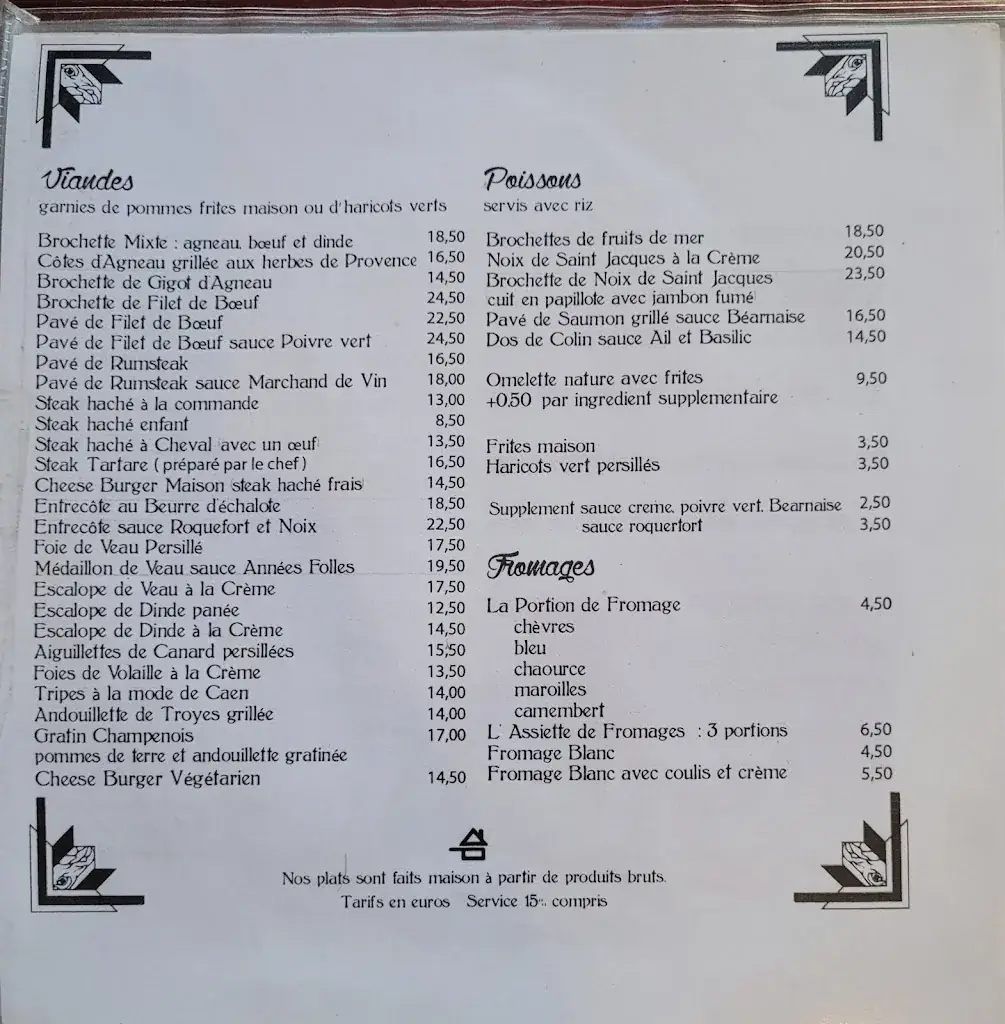 Viandes
garnies de pommes frites maison ou d'haricots verts
Brochette Mixte : agneau, bœuf et dinde 18,50
Côtes d'Agneau grillée aux herbes de Provence 16,50
Brochette de Gigot d'Agneau 14,50
Brochette de Filet de Bœuf 24,50
Pavé de Filet de Bœuf 22,50
Pavé de Filet de Bœuf sauce Poivre vert 24,50
Pavé de Rumsteak 16,50
Pavé de Rumsteak sauce Marchand de Vin 18,00
Steak haché à la commande 13,00
Steak haché enfant 8,50
Steak haché à Cheval avec un œuf 13,50
Steak Tartare ( préparé par le chef ) 16,50
Cheese Burger Maison steak haché frais 14,50
Entrecôte au Beurre d'échalote 18,50
Entrecôte sauce Roquefort et Noix 22,50
Foie de Veau Persillé 17,50
Médaillon de Veau sauce Années Folles 19,50
Escalope de Veau à la Crème 17,50
Escalope de Dinde panée 12,50
Escalope de Dinde à la Crème 14,50
Aiguillettes de Canard persillées 15,50
Foies de Volaille à la Crème 13,50
Tripes à la mode de Caen 14,00
Andouillette de Troyes grillée 14,00
Gratin Champenois 17,00
pommes de terre et andouillette gratinée
Cheese Burger Végétarien 14,50
Poissons
servis avec riz
Brochettes de fruits de mer 18,50
Noix de Saint Jacques à la Crème 20,50
Brochette de Noix de Saint Jacques 23,50
cuit en papillote avec jambon fumé
Pavé de Saumon grillé sauce Béarnaise 16,50
Dos de Colin sauce Ail et Basilic 14,50
Omelette nature avec frites 9,50
+0.50 par ingredient supplementaire
Frites maison 3,50
Haricots vert persillés 3,50
Supplement sauce creme, poivre vert, Bearnaise 2,50
sauce roquefort 3,50
Fromages
La Portion de Fromage 4,50
chèvres
bleu
chaource
maroilles
camembert
L' Assiette de Fromages : 3 portions 6,50
Fromage Blanc 4,50
Fromage Blanc avec coulis et crème 5,50
Nos plats sont faits maison à partir de produits bruts.
Tarifs en euros Service 15% compris